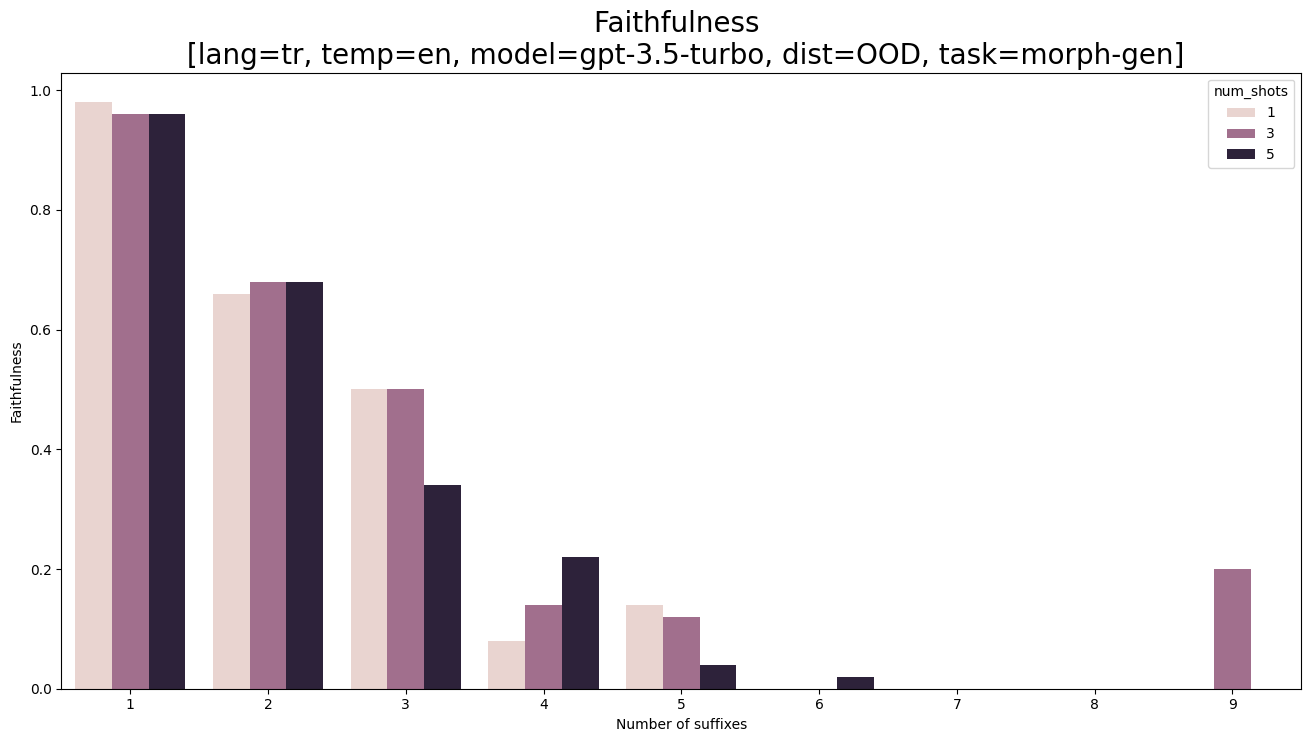 Faithfulness
[lang=tr, temp=en, model=gpt-3.5-turbo, dist=OOD, task=morph-gen]
num_shots
1
3
5
Faithfulness
1.0
0.8
0.6
0.4
0.2
0.0
1 2 3 4 5 6 7 8 9
Number of suffixes